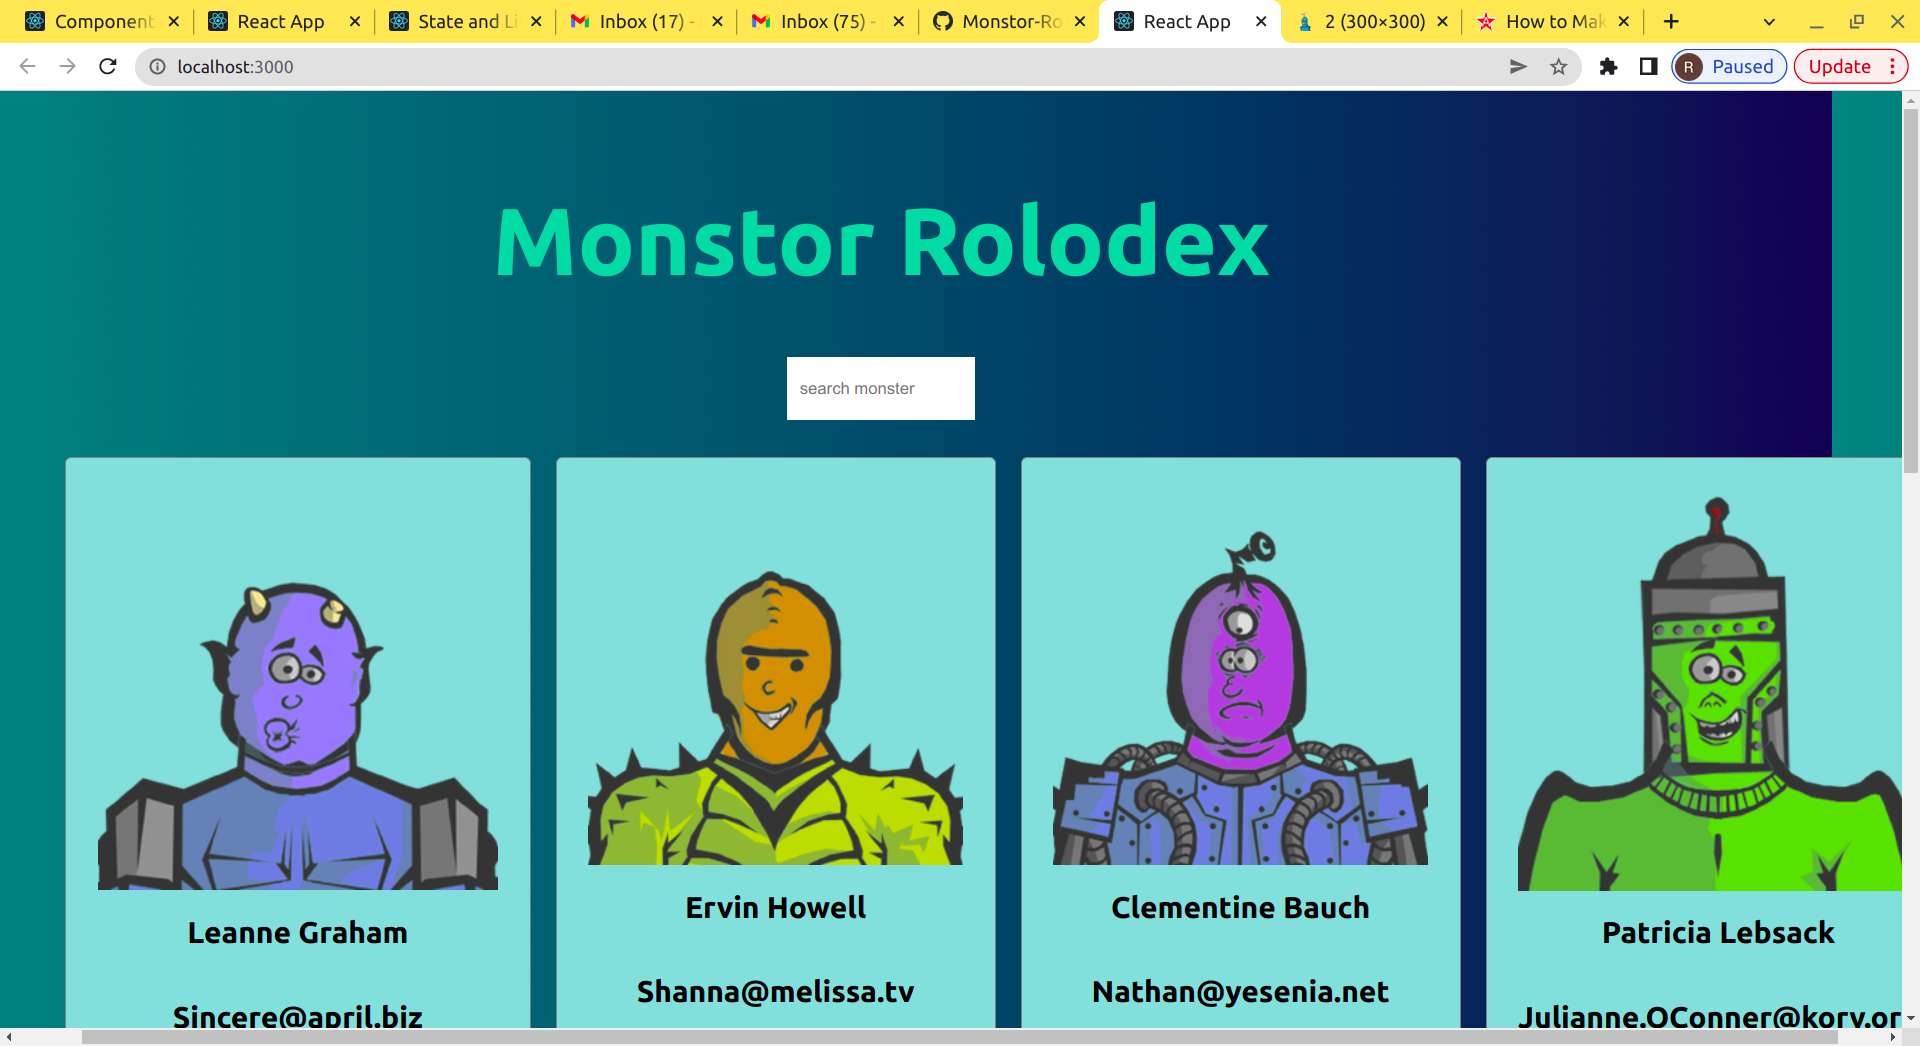 Component
React App
State and Li
Inbox (17) -
Inbox (75) -
Monstor-Ro
React App
2 (300×300)
How to Mak
localhost:3000
R Paused
Update
Monstor Rolodex
search monster
Leanne Graham
Ervin Howell
Clementine Bauch
Patricia Lebsack
Sincere@april.biz
Shanna@melissa.tv
Nathan@yesenia.net
Julianne.OConner@kory.or